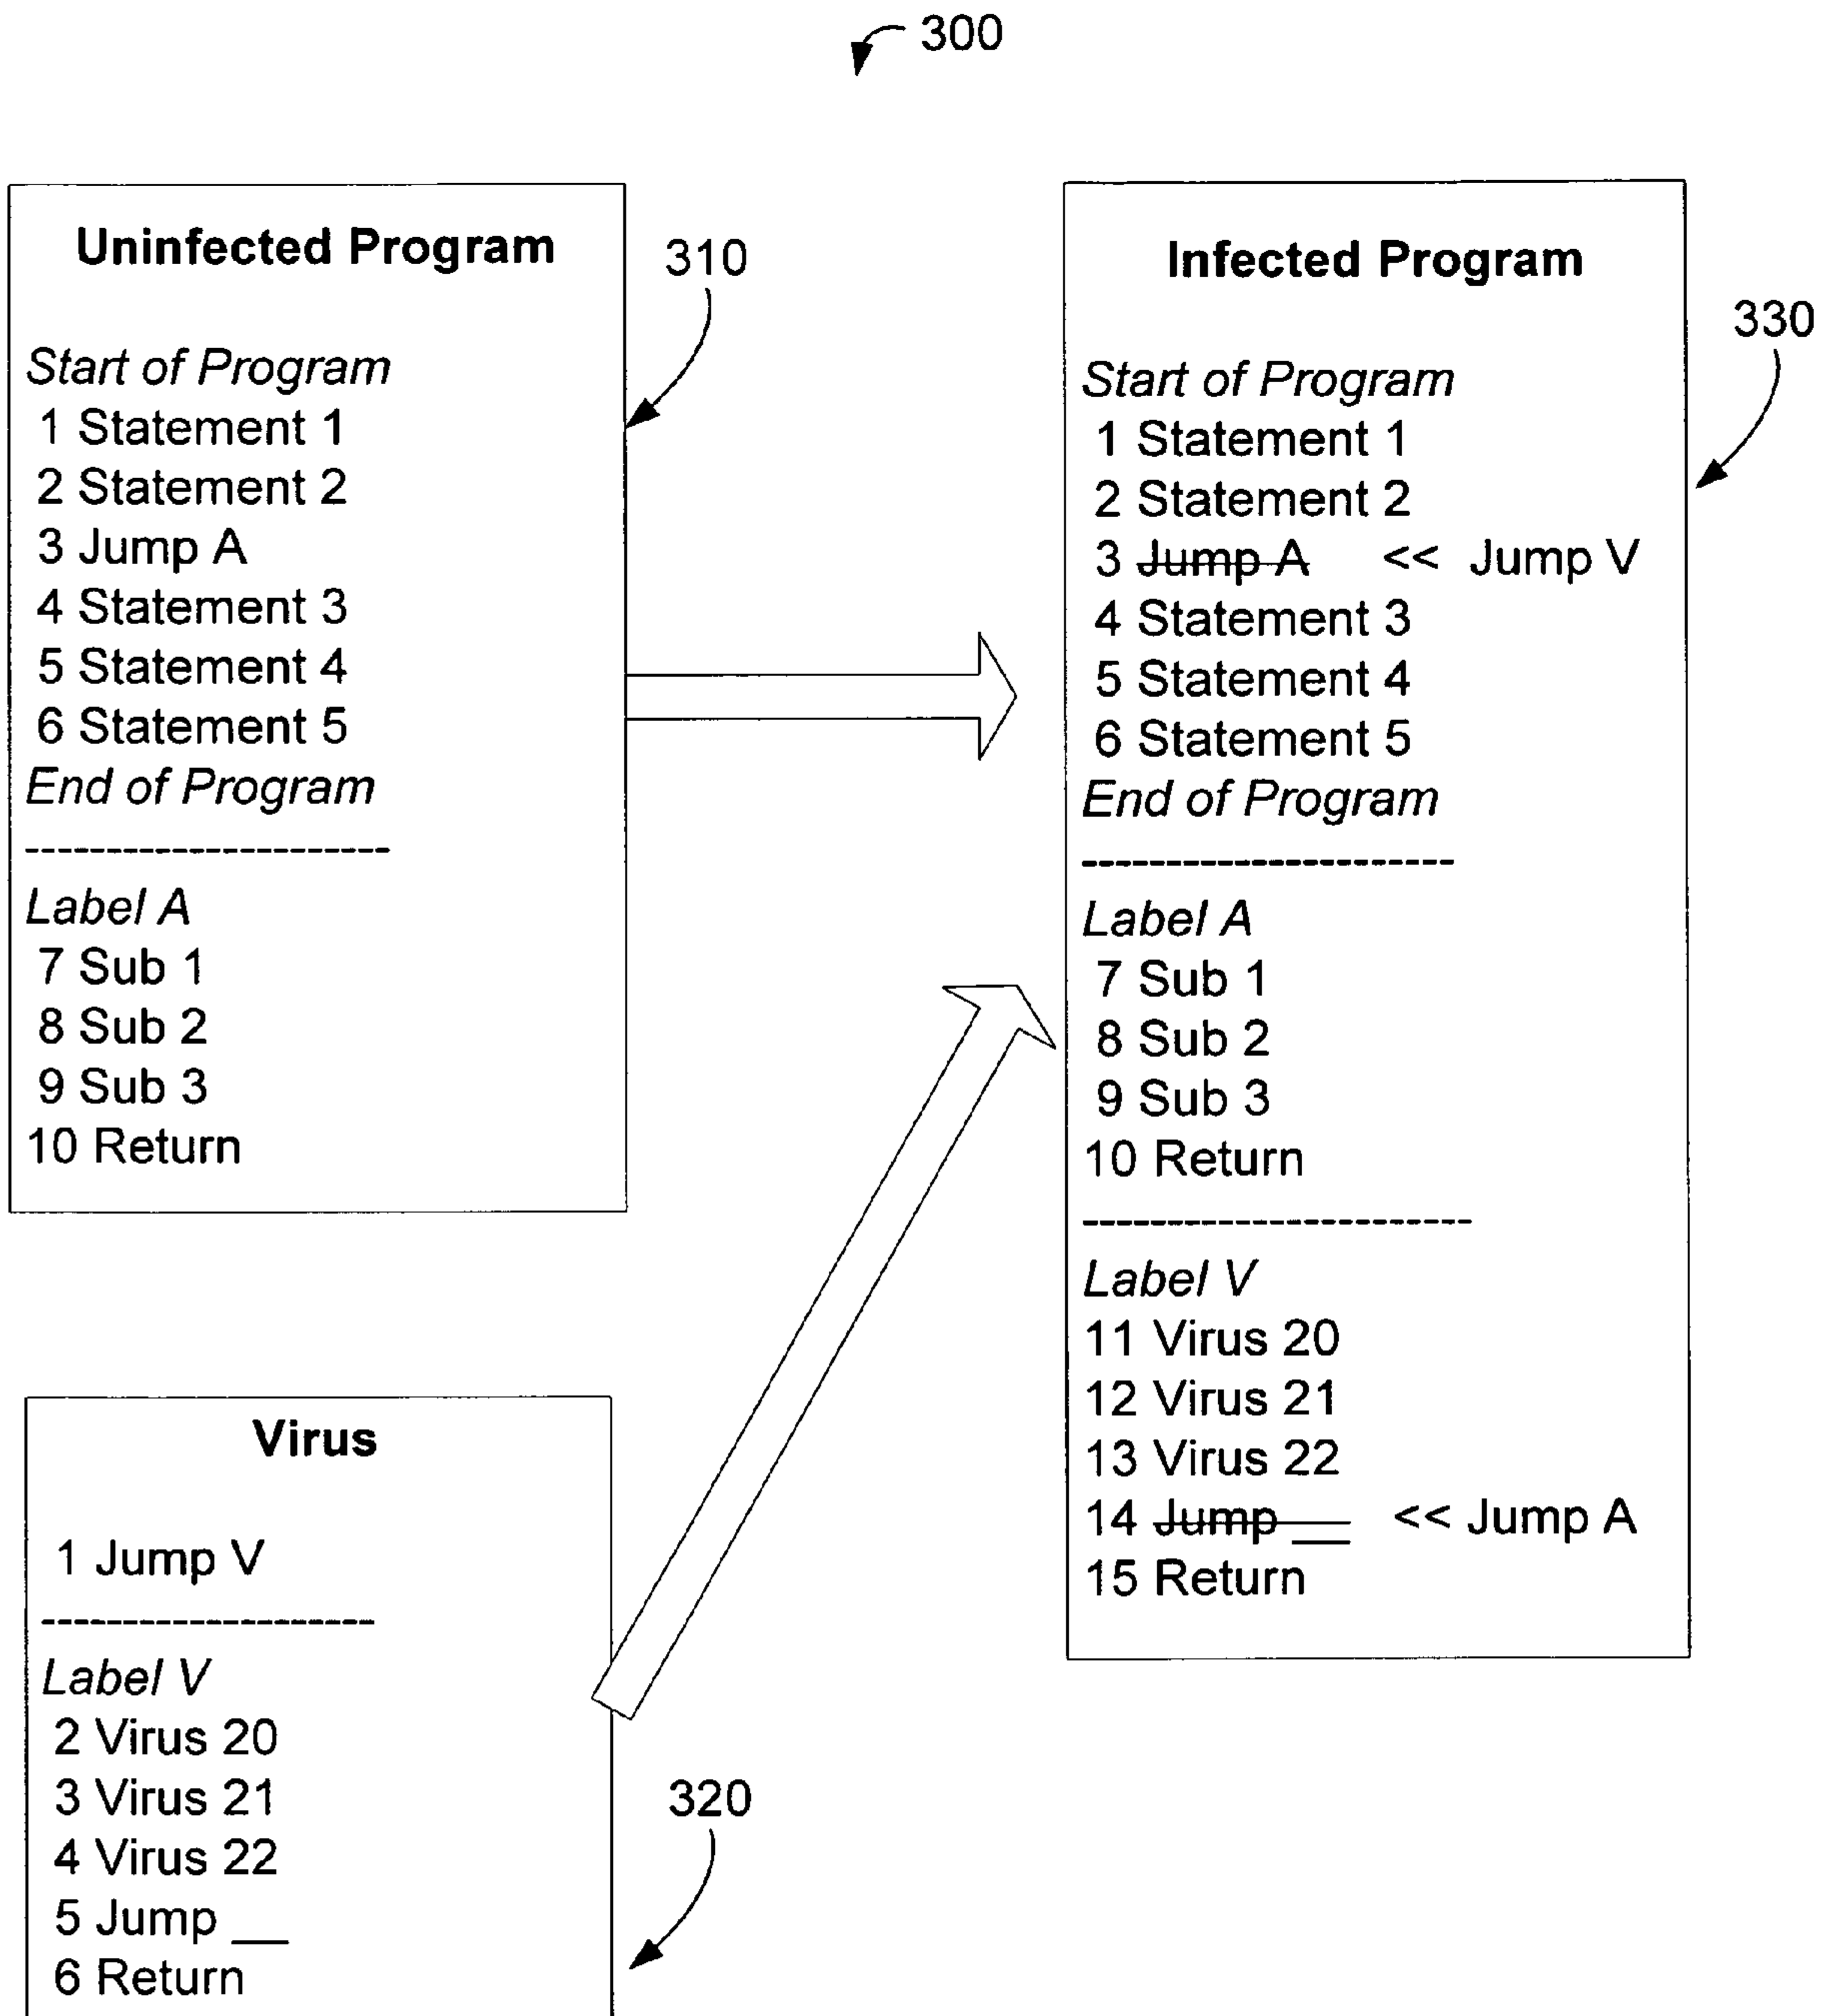 300
Uninfected Program
310
Start of Program
1 Statement 1
2 Statement 2
3 Jump A
4 Statement 3
5 Statement 4
6 Statement 5
End of Program
----------------------
Label A
7 Sub 1
8 Sub 2
9 Sub 3
10 Return
Virus
1 Jump V
--------------------
Label V
2 Virus 20
3 Virus 21
4 Virus 22
5 Jump __
6 Return
320
Infected Program
330
Start of Program
1 Statement 1
2 Statement 2
3 Jump A << Jump V
4 Statement 3
5 Statement 4
6 Statement 5
End of Program
----------------------
Label A
7 Sub 1
8 Sub 2
9 Sub 3
10 Return
-----------------------
Label V
11 Virus 20
12 Virus 21
13 Virus 22
14 Jump __ << Jump A
15 Return